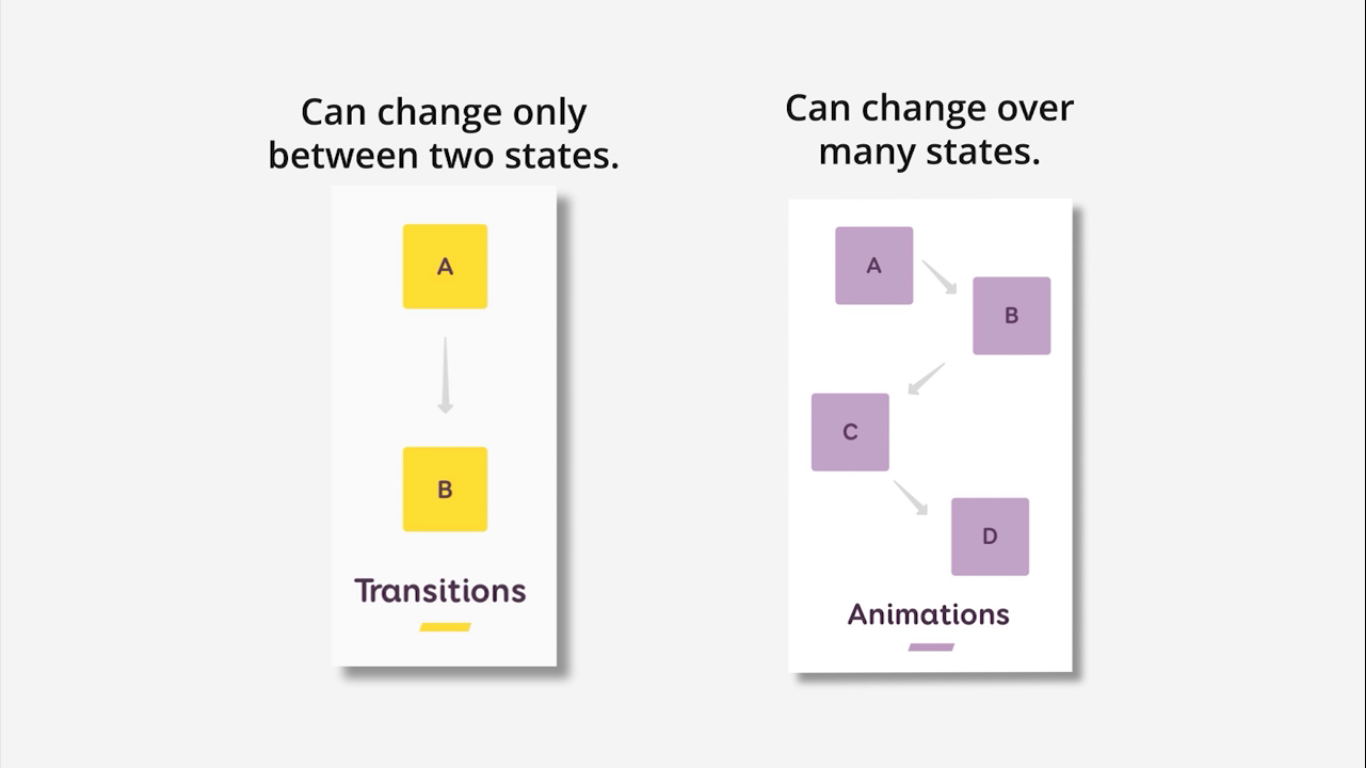 Can change only
between two states.
A
B
Transitions
Can change over
many states.
A
B
C
D
Animations